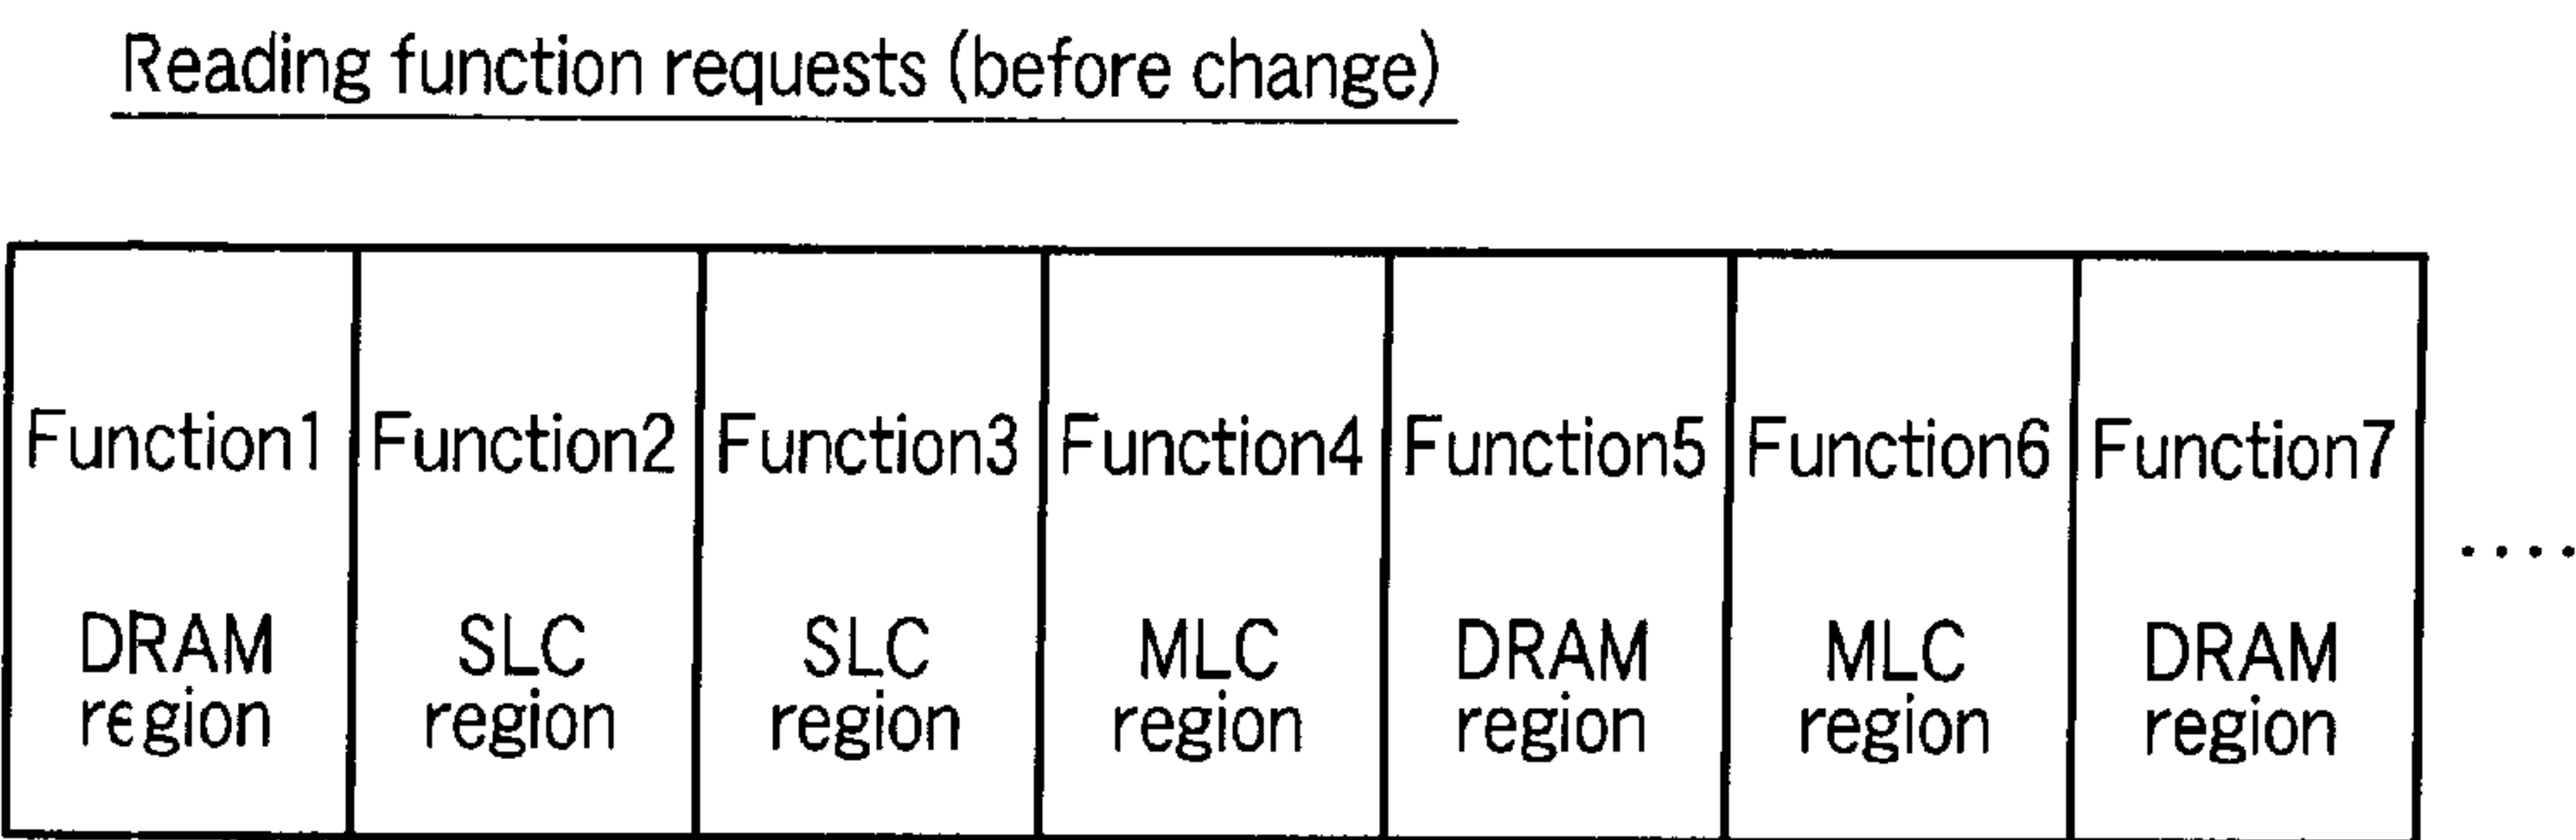 Reading function requests (before change)
Function1 Function2 Function3 Function4 Function5 Function6 Function7
....
DRAM SLC SLC MLC DRAM MLC DRAM
region region region region region region region